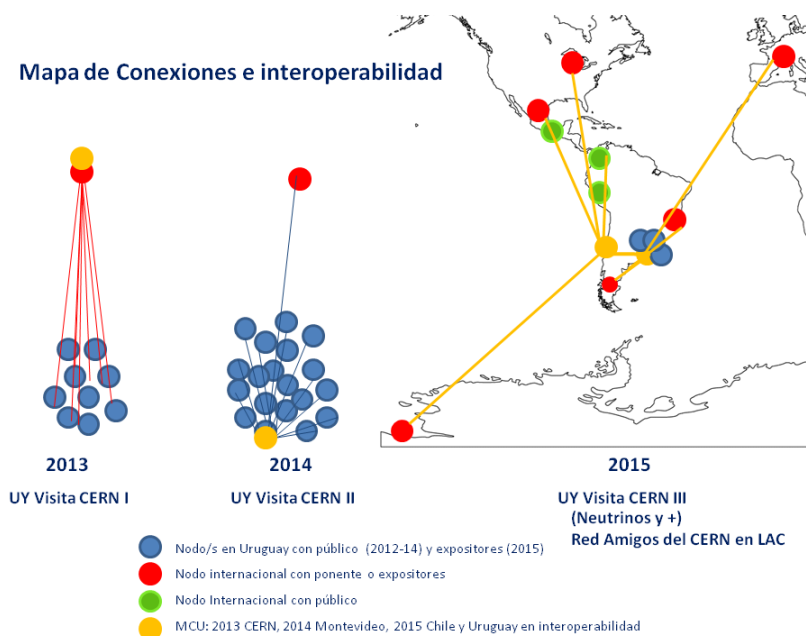 Mapa de Conexiones e interoperabilidad
2013
2014
2015
UY Visita CERN I
UY Visita CERN II
UY Visita CERN III
(Neutrinos y +)
Red Amigos del CERN en LAC
Nodo/s en Uruguay con público (2012-14) y expositores (2015)
Nodo internacional con ponente o expositores
Nodo Internacional con público
MCU: 2013 CERN, 2014 Montevideo, 2015 Chile y Uruguay en interoperabilidad